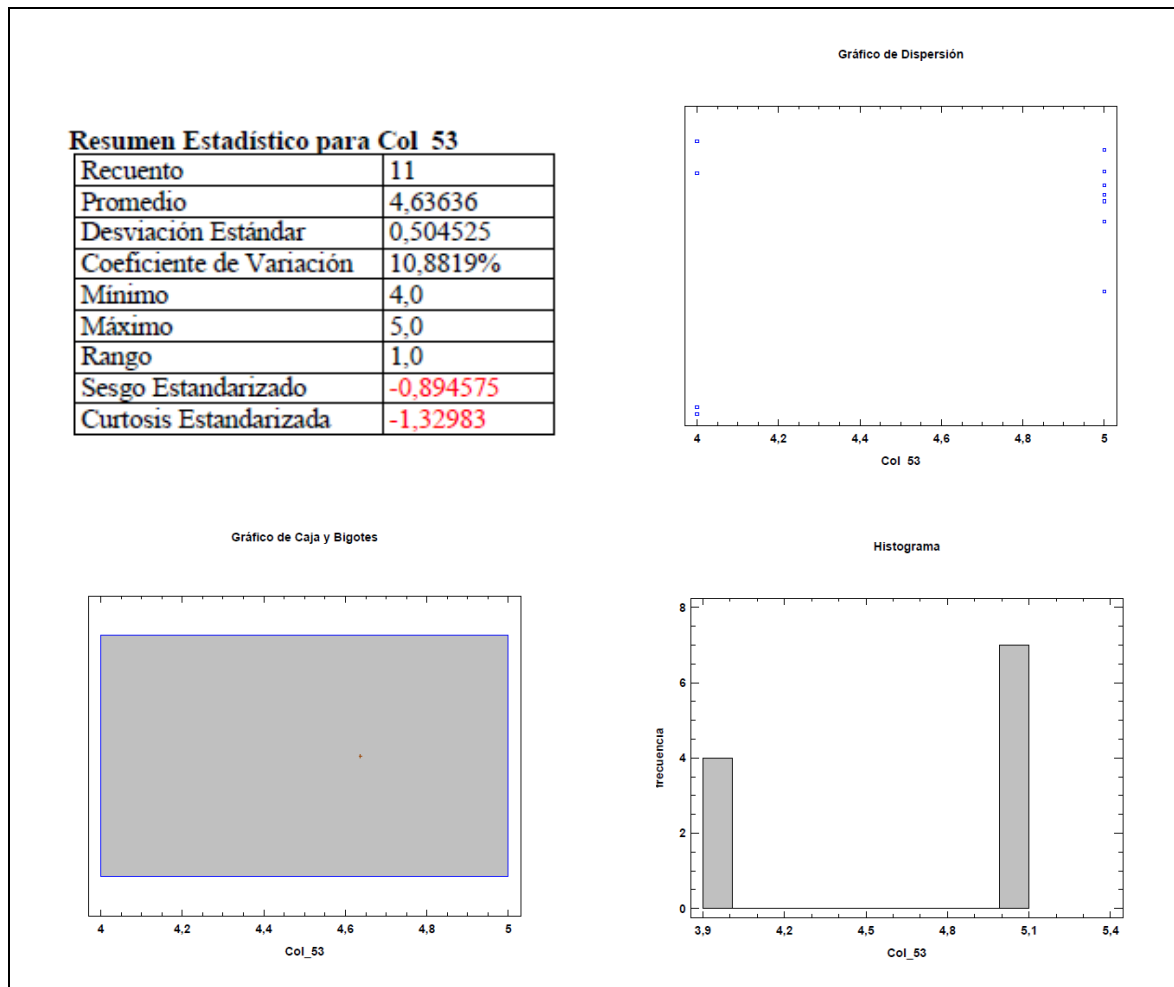 Gráfico de Dispersión
Resumen Estadístico para Col_53
Recuento 11
Promedio 4,63636
Desviación Estándar 0,504525
Coeficiente de Variación 10,8819%
Mínimo 4,0
Máximo 5,0
Rango 1,0
Sesgo Estandarizado -0,894575
Curtosis Estandarizada -1,32983
4 4,2 4,4 4,6 4,8 5
Col_53
Gráfico de Caja y Bigotes
4 4,2 4,4 4,6 4,8 5
Col_53
Histograma
8
6
4
2
0
frecuencia
3,9 4,2 4,5 4,8 5,1 5,4
Col_53